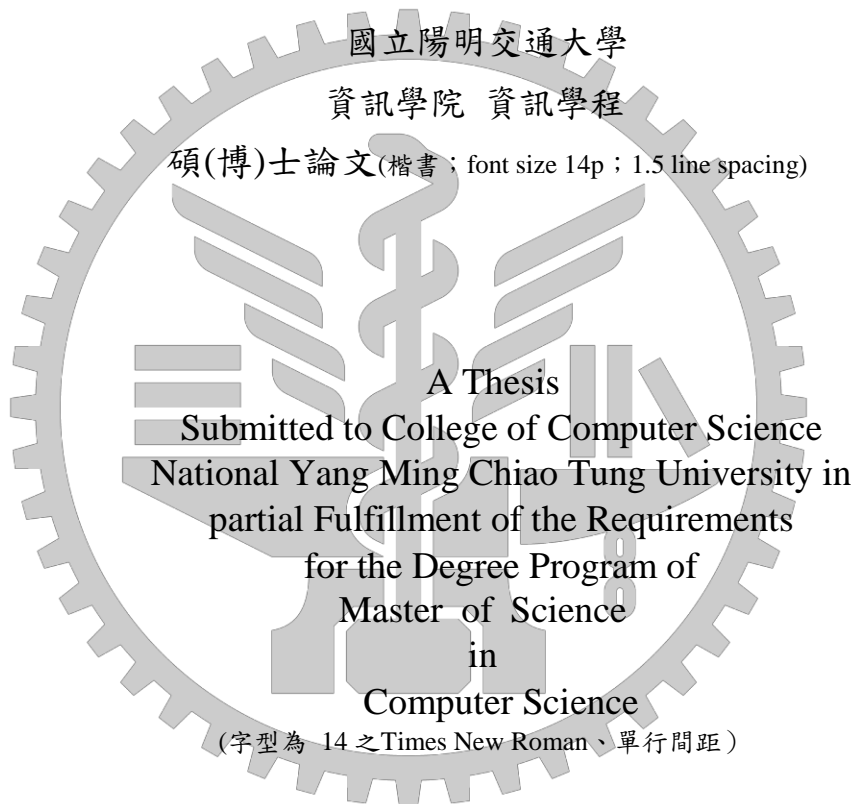 國立陽明交通大學
資訊學院 資訊學程
碩(博)士論文(楷書；font size 14p；1.5 line spacing)
A Thesis
Submitted to College of Computer Science
National Yang Ming Chiao Tung University in
partial Fulfillment of the Requirements
for the Degree Program of
Master of Science
in
Computer Science
(字型為 14 之Times New Roman、單行間距）